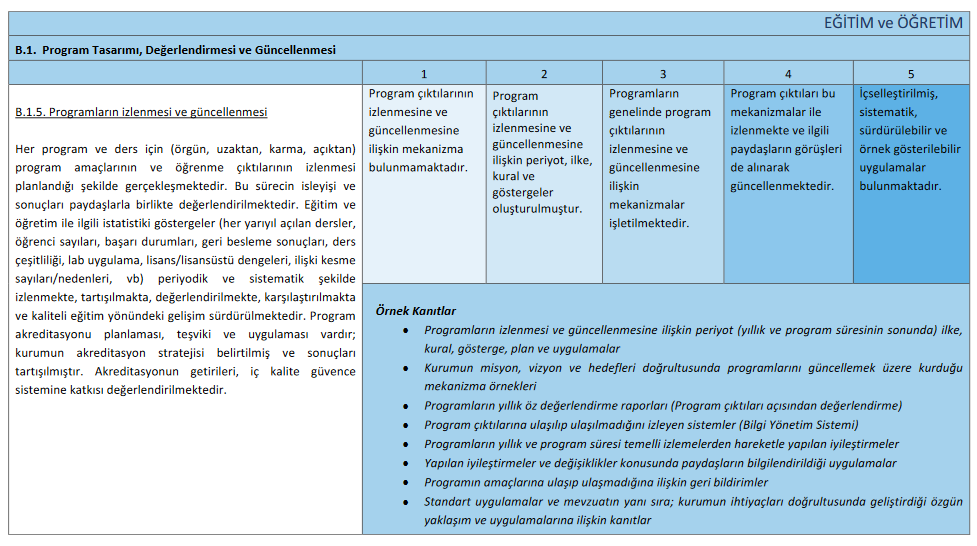 EĞİTİM ve ÖĞRETİM
B.1. Program Tasarımı, Değerlendirmesi ve Güncellenmesi
1
2
3
4
5
B.1.5. Programların izlenmesi ve güncellenmesi
Her program ve ders için (örgün, uzaktan, karma, açıktan)
program amaçlarının ve öğrenme çıktılarının izlenmesi
planlandığı şekilde gerçekleşmektedir. Bu sürecin isleyişi ve
sonuçları paydaşlarla birlikte değerlendirilmektedir. Eğitim ve
öğretim ile ilgili istatistiki göstergeler (her yarıyıl açılan dersler,
öğrenci sayıları, başarı durumları, geri besleme sonuçları, ders
çeşitliliği, lab uygulama, lisans/lisansüstü dengeleri, ilişki kesme
sayıları/nedenleri, vb) periyodik ve sistematik şekilde
izlenmekte, tartışılmakta, değerlendirilmekte, karşılaştırılmakta
ve kaliteli eğitim yönündeki gelişim sürdürülmektedir. Program
akreditasyonu planlaması, teşviki ve uygulaması vardır;
kurumun akreditasyon stratejisi belirtilmiş ve sonuçları
tartışılmıştır. Akreditasyonun getirileri, iç kalite güvence
sistemine katkısı değerlendirilmektedir.
Program çıktılarının
izlenmesine ve
güncellenmesine
ilişkin mekanizma
bulunmamaktadır.
Program
çıktılarının
izlenmesine ve
güncellenmesine
ilişkin periyot, ilke,
kural ve
göstergeler
oluşturulmuştur.
Programların
genelinde program
çıktılarının
izlenmesine ve
güncellenmesine
ilişkin
mekanizmalar
işletilmektedir.
Program çıktıları bu
mekanizmalar ile
izlenmekte ve ilgili
paydaşların görüşleri
de alınarak
güncellenmektedir.
İçselleştirilmiş,
sistematik,
sürdürülebilir ve
örnek gösterilebilir
uygulamalar
bulunmaktadır.
Örnek Kanıtlar
● Programların izlenmesi ve güncellenmesine ilişkin periyot (yıllık ve program süresinin sonunda) ilke,
kural, gösterge, plan ve uygulamalar
● Kurumun misyon, vizyon ve hedefleri doğrultusunda programlarını güncellemek üzere kurduğu
mekanizma örnekleri
● Programların yıllık öz değerlendirme raporları (Program çıktıları açısından değerlendirme)
● Program çıktılarına ulaşılıp ulaşılmadığını izleyen sistemler (Bilgi Yönetim Sistemi)
● Programların yıllık ve program süresi temelli izlemelerden hareketle yapılan iyileştirmeler
● Yapılan iyileştirmeler ve değişiklikler konusunda paydaşların bilgilendirildiği uygulamalar
● Programın amaçlarına ulaşıp ulaşmadığına ilişkin geri bildirimler
● Standart uygulamalar ve mevzuatın yanı sıra; kurumun ihtiyaçları doğrultusunda geliştirdiği özgün
yaklaşım ve uygulamalarına ilişkin kanıtlar